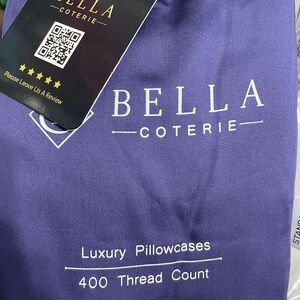 BELLA
COTERIE
Please Leave Us A Review
BELLA
COTERIE
Luxury Pillowcases
400 Thread Count